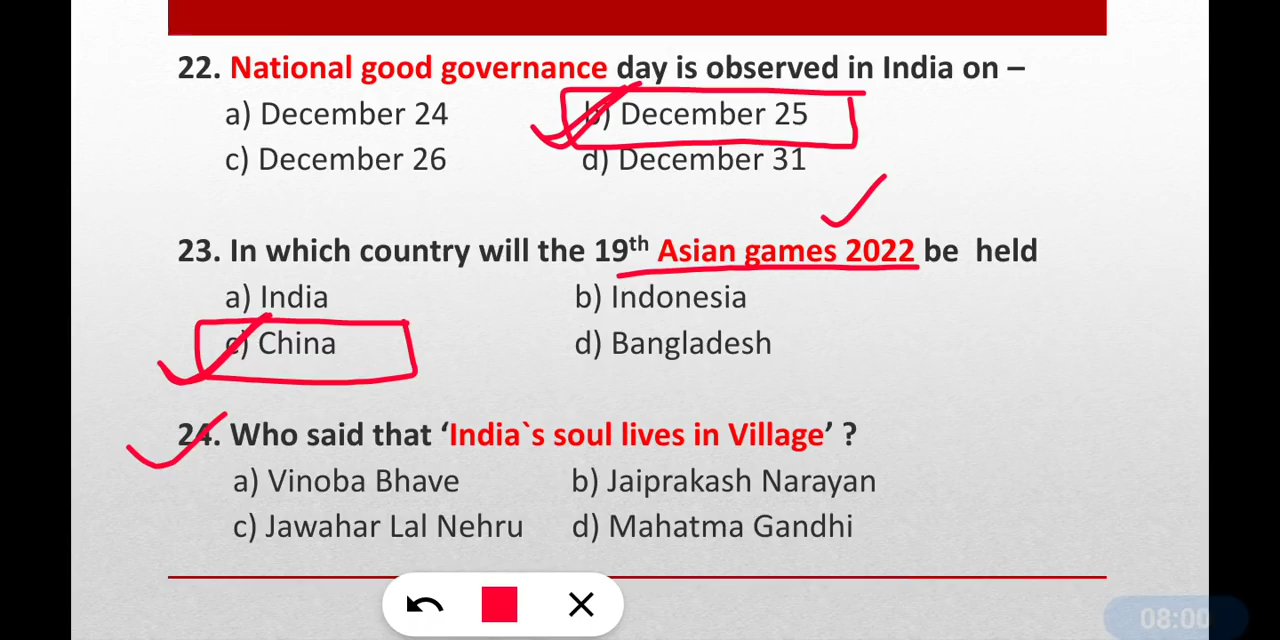 22. National good governance day is observed in India on –
a) December 24 b) December 25
c) December 26 d) December 31
23. In which country will the 19th Asian games 2022 be held
a) India b) Indonesia
c) China d) Bangladesh
24. Who said that ‘India`s soul lives in Village’ ?
a) Vinoba Bhave b) Jaiprakash Narayan
c) Jawahar Lal Nehru d) Mahatma Gandhi
08:00